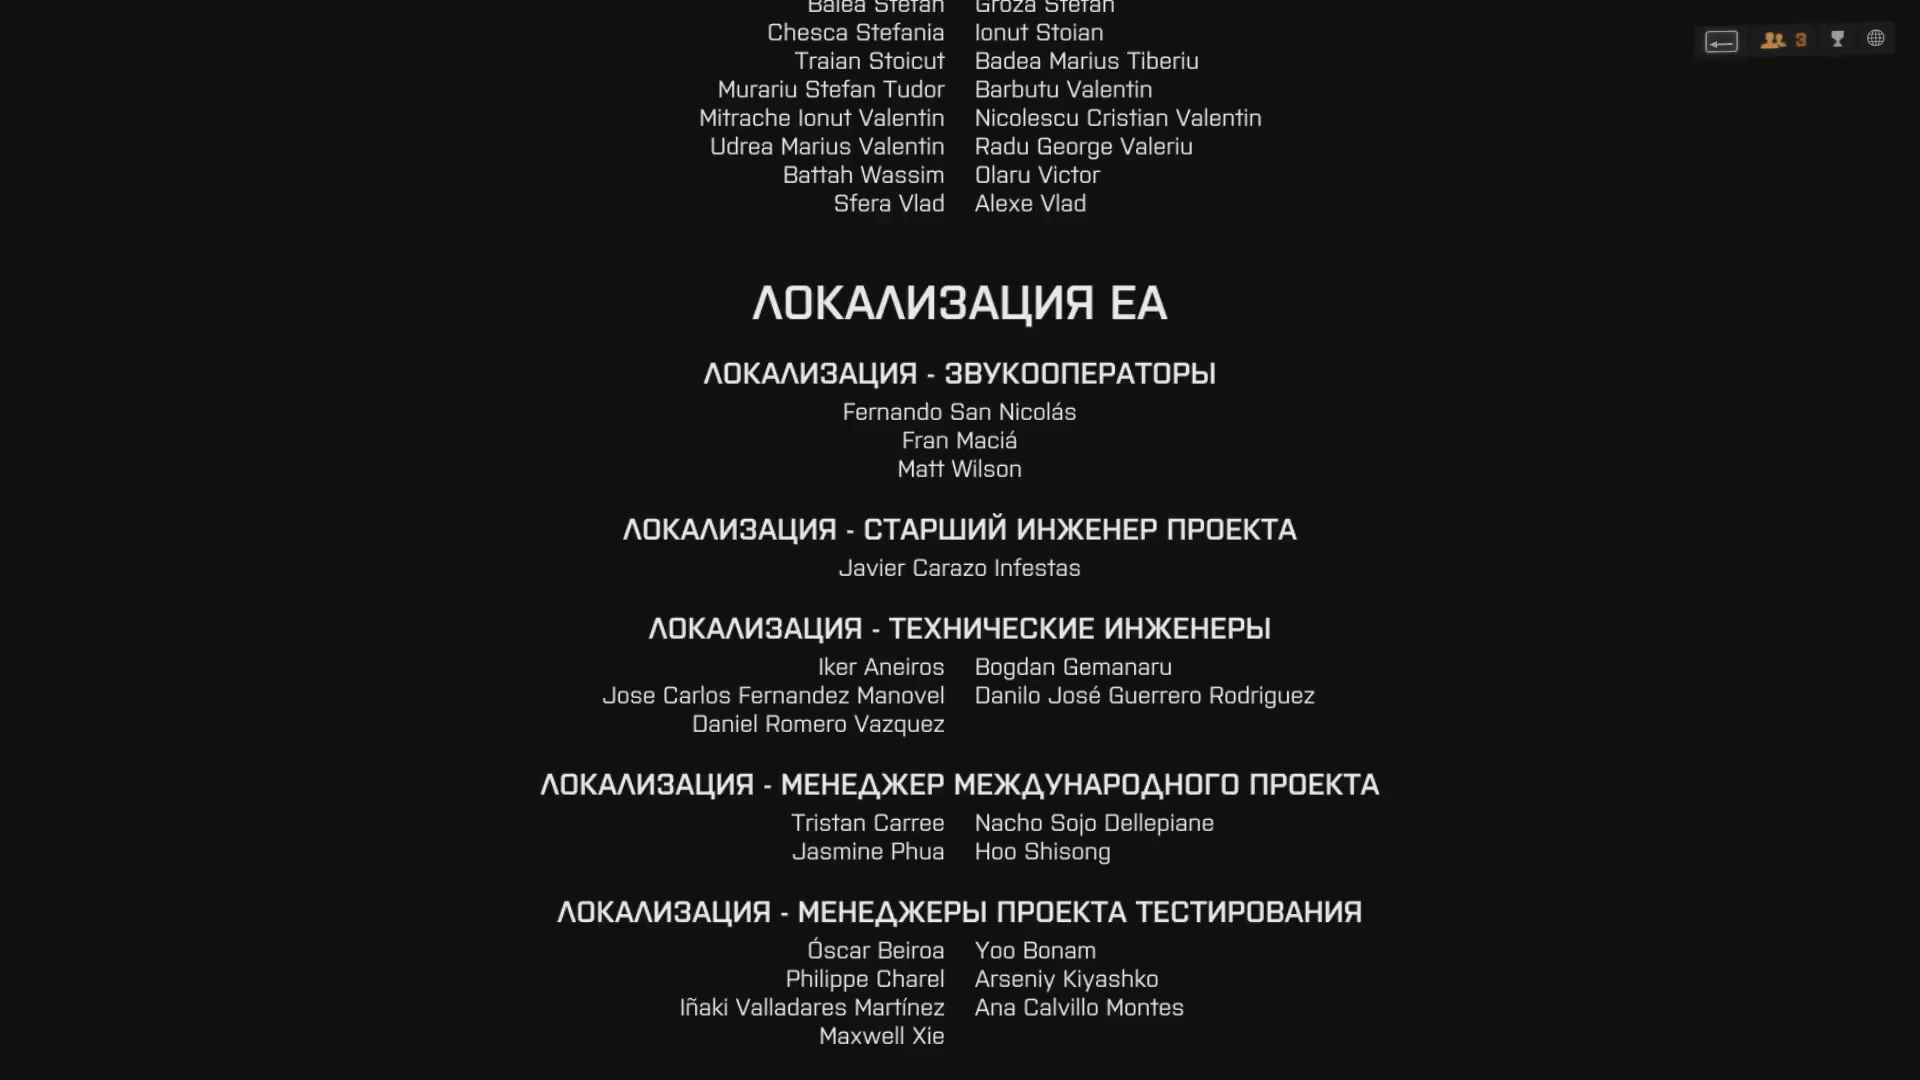 Balea Stefan Groza Stefan
Chesca Stefania Ionut Stoian
Traian Stoicut Badea Marius Tiberiu
Murariu Stefan Tudor Barbutu Valentin
Mitrache Ionut Valentin Nicolescu Cristian Valentin
Udrea Marius Valentin Radu George Valeriu
Battah Wassim Olaru Victor
Sfera Vlad Alexe Vlad
3
ЛОКАЛИЗАЦИЯ EA
ЛОКАЛИЗАЦИЯ - ЗВУКООПЕРАТОРЫ
Fernando San Nicolás
Fran Maciá
Matt Wilson
ЛОКАЛИЗАЦИЯ - СТАРШИЙ ИНЖЕНЕР ПРОЕКТА
Javier Carazo Infestas
ЛОКАЛИЗАЦИЯ - ТЕХНИЧЕСКИЕ ИНЖЕНЕРЫ
Iker Aneiros Bogdan Gemanaru
Jose Carlos Fernandez Manovel Danilo José Guerrero Rodriguez
Daniel Romero Vazquez
ЛОКАЛИЗАЦИЯ - МЕНЕДЖЕР МЕЖДУНАРОДНОГО ПРОЕКТА
Tristan Carree Nacho Sojo Dellepiane
Jasmine Phua Hoo Shisong
ЛОКАЛИЗАЦИЯ - МЕНЕДЖЕРЫ ПРОЕКТА ТЕСТИРОВАНИЯ
Óscar Beiroa Yoo Bonam
Philippe Charel Arseniy Kiyashko
Iñaki Valladares Martínez Ana Calvillo Montes
Maxwell Xie